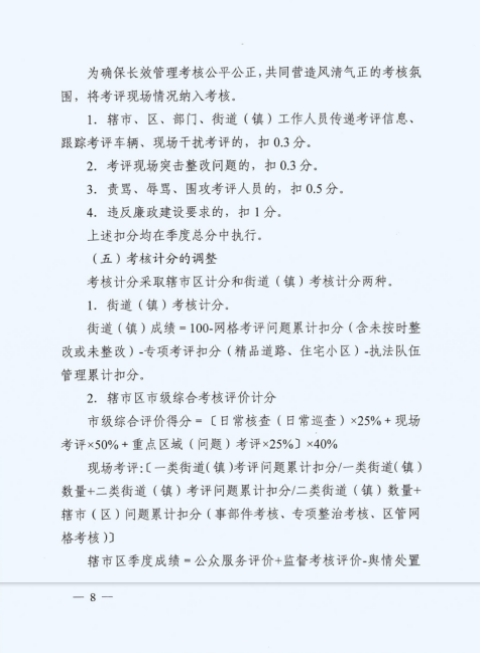 为确保长效管理考核公平公正,共同营造风清气正的考核氛
围，将考评现场情况纳入考核。
1．辖市、区、部门、街道（镇）工作人员传递考评信息、
跟踪考评车辆、现场干扰考评的，扣 0.3 分。
2．考评现场突击整改问题的，扣 0.3 分。
3．责骂、辱骂、围攻考评人员的，扣 0.5 分。
4．违反廉政建设要求的，扣 1 分。
上述扣分均在季度总分中执行。
（五）考核计分的调整
考核计分采取辖市区计分和街道（镇）考核计分两种。
1．街道（镇）考核计分。
街道（镇）成绩＝100-网格考评问题累计扣分（含未按时整
改或未整改）-专项考评扣分（精品道路、住宅小区）-执法队伍
管理累计扣分。
2．辖市区市级综合考核评价计分
市级综合评价得分＝〔日常核查（日常巡查）×25%＋现场
考评×50%＋重点区域（问题）考评×25%〕×40%
现场考评:〔一类街道(镇)考评问题累计扣分/一类街道(镇)
数量+二类街道（镇）考评问题累计扣分/二类街道（镇）数量+
辖市（区）问题累计扣分（事部件考核、专项整治考核、区管网
格考核)〕
辖市区季度成绩＝公众服务评价+监督考核评价-舆情处置
— 8 —